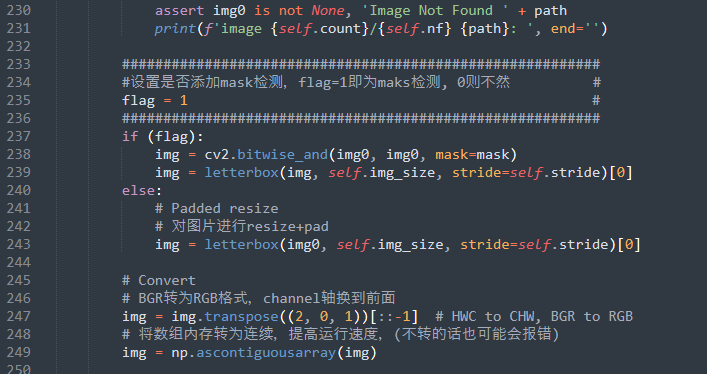 230 assert img0 is not None, 'Image Not Found ' + path
231 print(f'image {self.count}/{self.nf} {path}: ', end='')
232
233 ##########################################################
234 #设置是否添加mask检测, flag=1即为maks检测, 0则不然 #
235 flag = 1 #
236 ##########################################################
237 if (flag):
238 img = cv2.bitwise_and(img0, img0, mask=mask)
239 img = letterbox(img, self.img_size, stride=self.stride)[0]
240 else:
241 # Padded resize
242 # 对图片进行resize+pad
243 img = letterbox(img0, self.img_size, stride=self.stride)[0]
244
245 # Convert
246 # BGR转为RGB格式, channel轴换到前面
247 img = img.transpose((2, 0, 1))[::-1] # HWC to CHW, BGR to RGB
248 # 将数组内存转为连续, 提高运行速度, (不转的话也可能会报错)
249 img = np.ascontiguousarray(img)
250